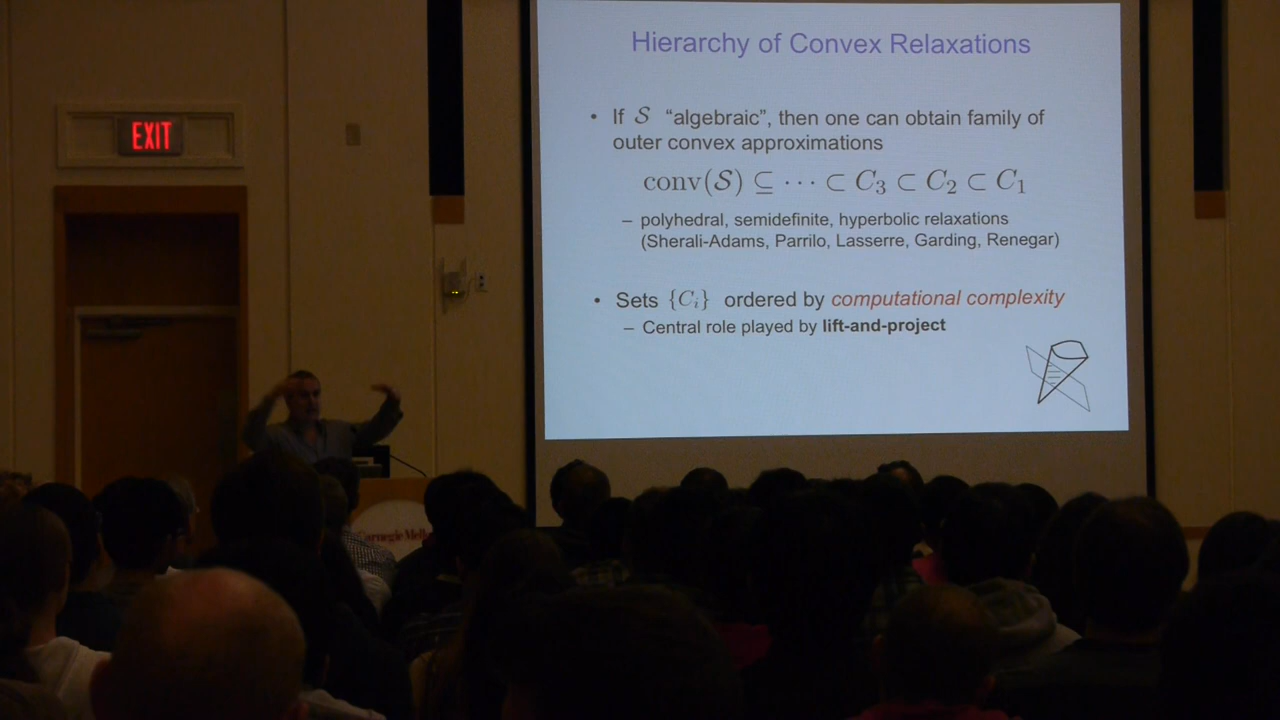 EXIT
Hierarchy of Convex Relaxations
• If 𝒮 “algebraic”, then one can obtain family of
outer convex approximations
conv(𝒮) ⊆ ··· ⊂ C₃ ⊂ C₂ ⊂ C₁
– polyhedral, semidefinite, hyperbolic relaxations
(Sherali-Adams, Parrilo, Lasserre, Garding, Renegar)
• Sets {Cᵢ} ordered by computational complexity
– Central role played by lift-and-project
Carnegie